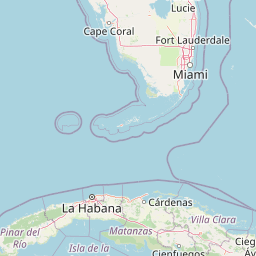 Lucie
Cape Coral
Fort Lauderdale
Miami
La Habana
Cárdenas
Pinar del
Río
Matanzas
Villa Clara
Isla de la
Cienfuegos
Cieg
Áv